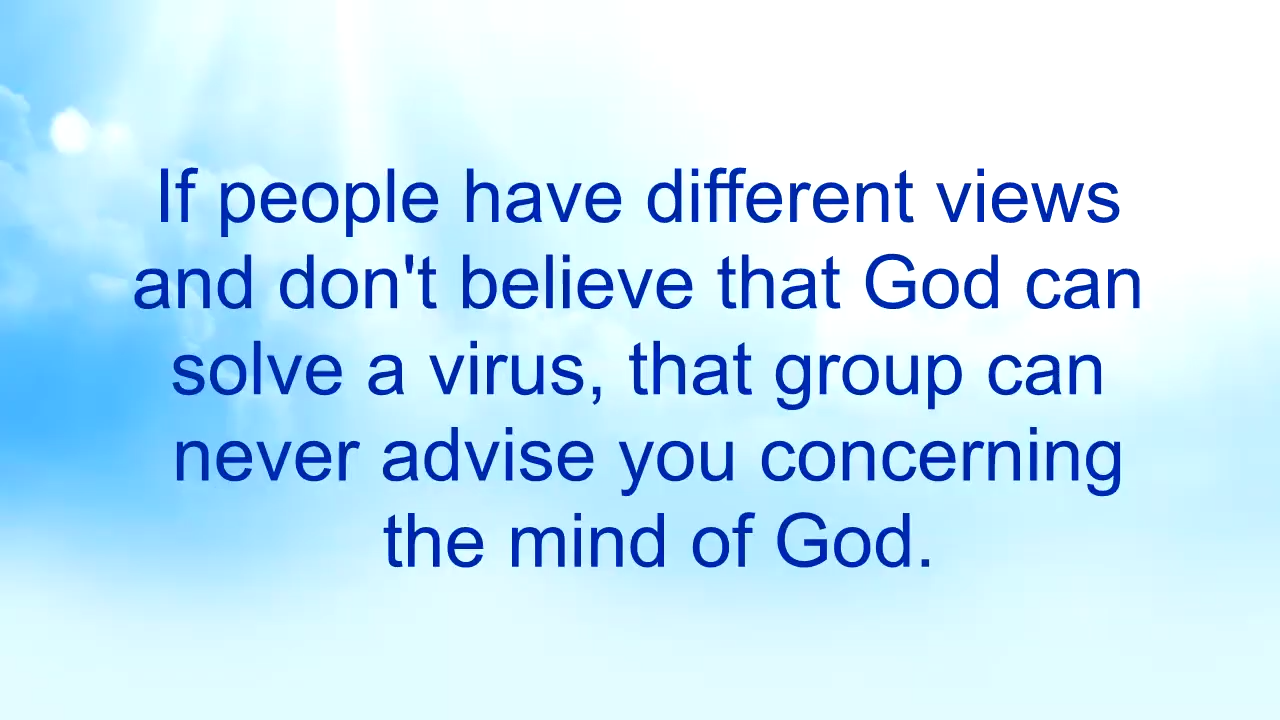 If people have different views
and don't believe that God can
solve a virus, that group can
never advise you concerning
the mind of God.